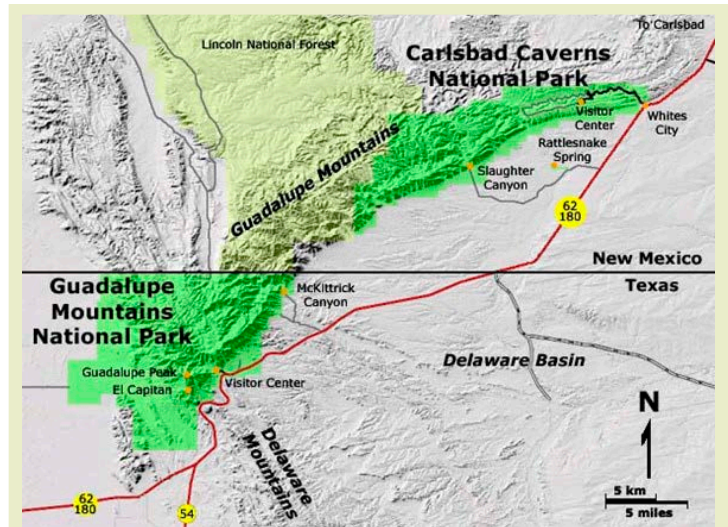 To Carlsbad
Lincoln National Forest
Carlsbad Caverns
National Park
Visitor
Center
Whites
City
Guadalupe Mountains
Rattlesnake
Spring
Slaughter
Canyon
62
180
New Mexico
Texas
Guadalupe
Mountains
National Park
McKittrick
Canyon
Delaware Basin
Guadalupe Peak
El Capitan
Visitor Center
N
Delaware
Mountains
5 km
5 miles
62
180
54